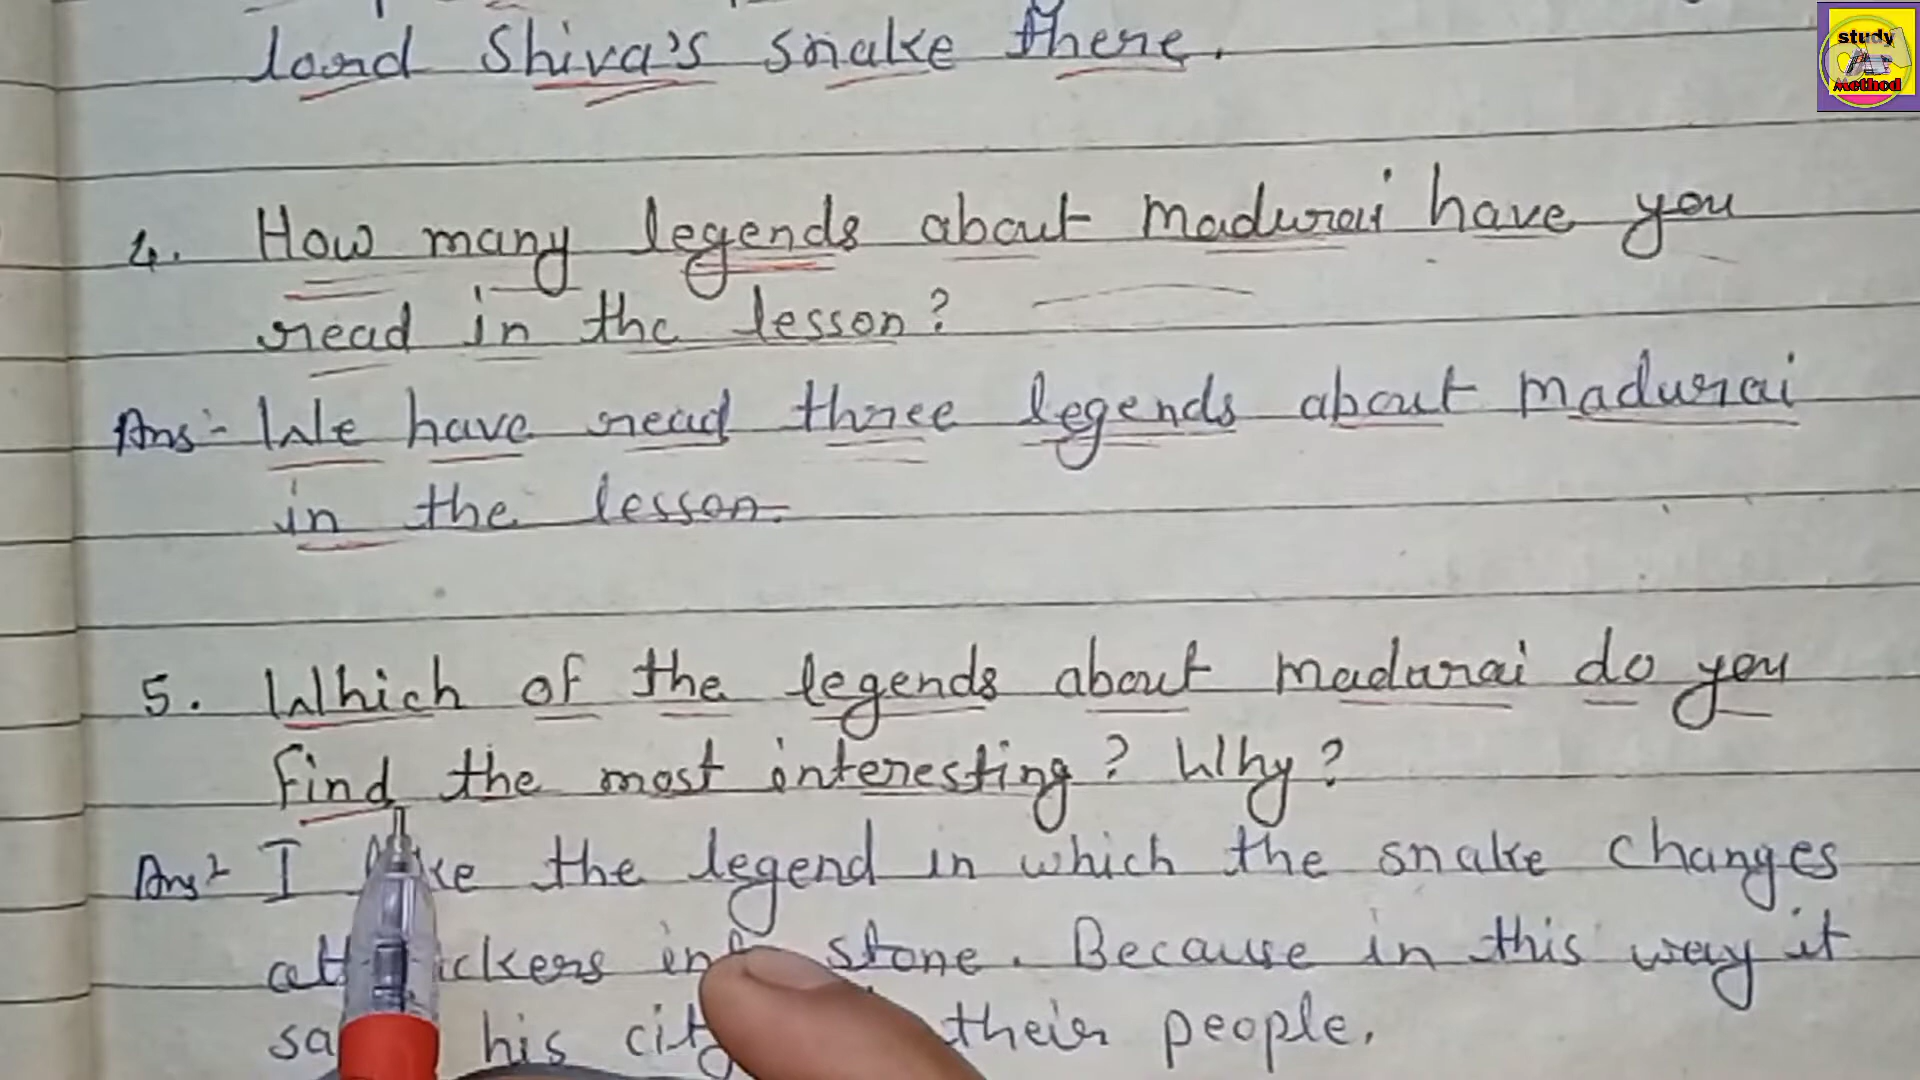 lord Shiva's snake there.
study
Method
4. How many legends about Madurai have you
read in the lesson?
Ans:- We have read three legends about Madurai
in the lesson.
5. Which of the legends about Madurai do you
find the most interesting? Why?
Ans:- I the legend in which the snake changes
stone. Because in this way it
his city their people.